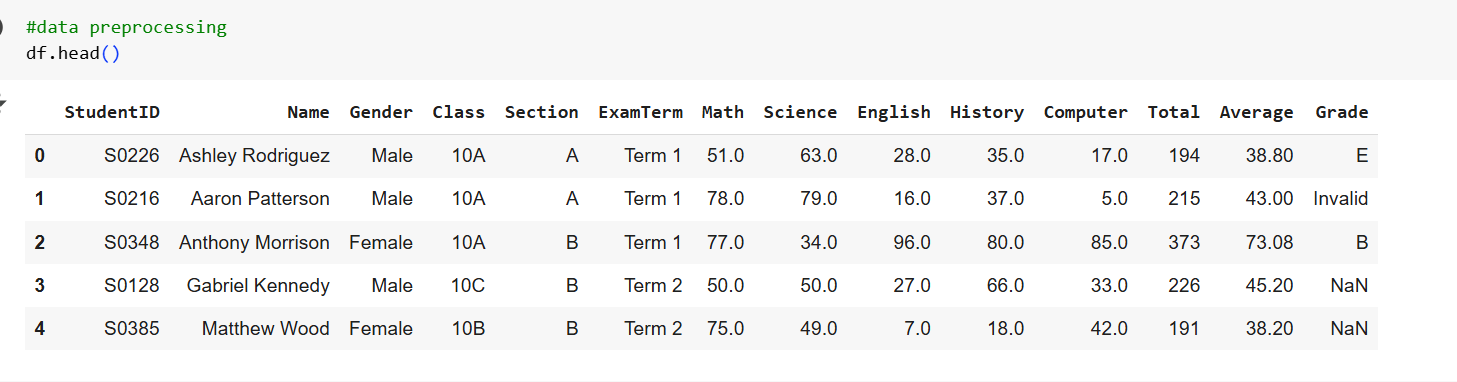 #data preprocessing
df.head()
StudentID Name Gender Class Section ExamTerm Math Science English History Computer Total Average Grade
0 S0226 Ashley Rodriguez Male 10A A Term 1 51.0 63.0 28.0 35.0 17.0 194 38.80 E
1 S0216 Aaron Patterson Male 10A A Term 1 78.0 79.0 16.0 37.0 5.0 215 43.00 Invalid
2 S0348 Anthony Morrison Female 10A B Term 1 77.0 34.0 96.0 80.0 85.0 373 73.08 B
3 S0128 Gabriel Kennedy Male 10C B Term 2 50.0 50.0 27.0 66.0 33.0 226 45.20 NaN
4 S0385 Matthew Wood Female 10B B Term 2 75.0 49.0 7.0 18.0 42.0 191 38.20 NaN